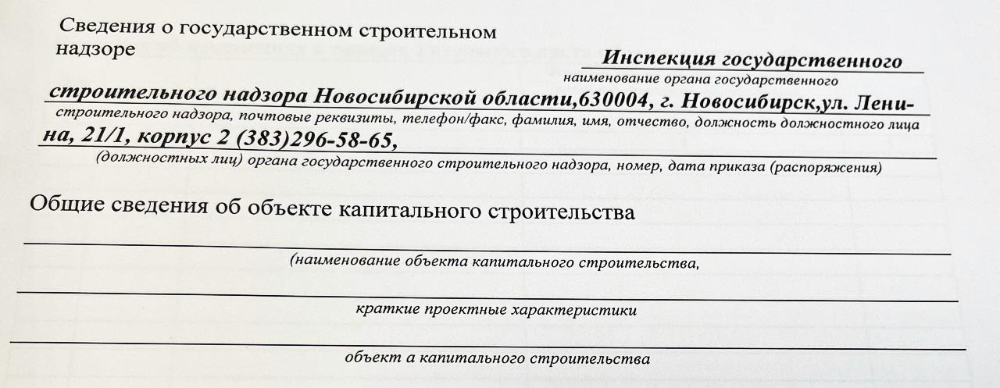 Сведения о государственном строительном
надзоре
Инспекция государственного
наименование органа государственного
строительного надзора Новосибирской области,630004, г. Новосибирск,ул. Лени-
строительного надзора, почтовые реквизиты, телефон/факс, фамилия, имя, отчество, должность должностного лица
на, 21/1, корпус 2 (383)296-58-65,
(должностных лиц) органа государственного строительного надзора, номер, дата приказа (распоряжения)
Общие сведения об объекте капитального строительства
(наименование объекта капитального строительства,
краткие проектные характеристики
объект а капитального строительства